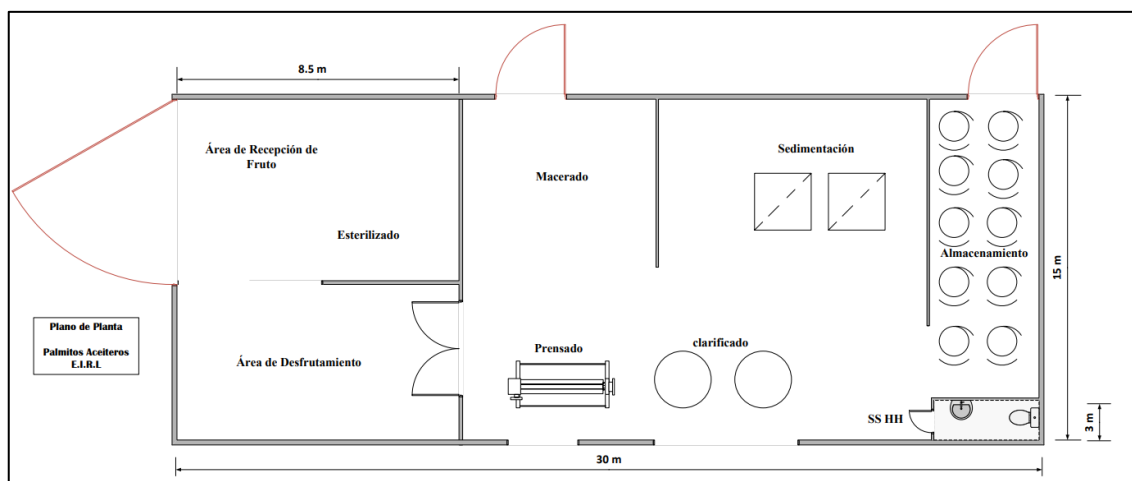 8.5 m
Área de Recepción de
Fruto
Esterilizado
Macerado
Sedimentación
Almacenamiento
15 m
Plano de Planta
Palmitos Aceiteros
E.I.R.L
Área de Desfrutamiento
Prensado
clarificado
SS HH
3 m
30 m